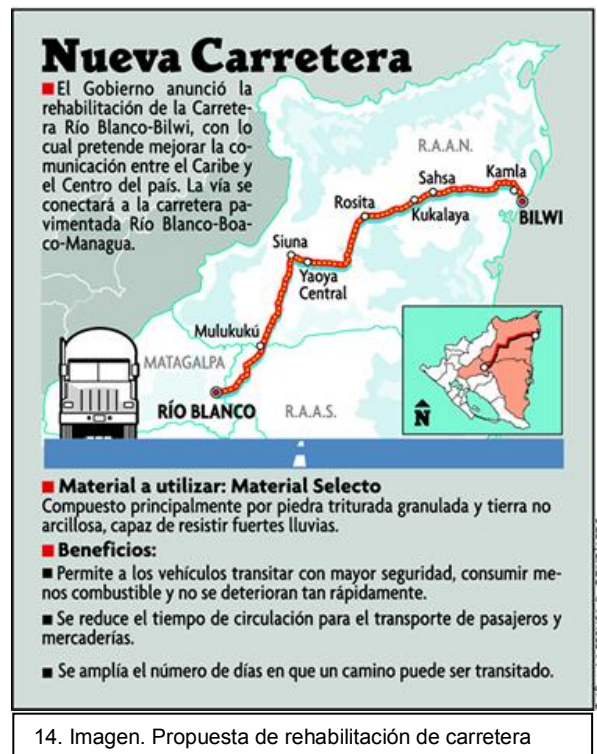 Nueva Carretera
■ El Gobierno anunció la
rehabilitación de la Carrete-
ra Río Blanco-Bilwi, con lo
cual pretende mejorar la co-
municación entre el Caribe y
el Centro del país. La vía se
conectará a la carretera pa-
vimentada Río Blanco-Boa-
co-Managua.
R.A.A.N.
Kamla
Sahsa
Rosita
Kukalaya
BILWI
Siuna
Yaoya
Central
Mulukukú
MATAGALPA
RÍO BLANCO
R.A.A.S.
N
■ Material a utilizar: Material Selecto
Compuesto principalmente por piedra triturada granulada y tierra no
arcillosa, capaz de resistir fuertes lluvias.
■ Beneficios:
■ Permite a los vehículos transitar con mayor seguridad, consumir me-
nos combustible y no se deterioran tan rápidamente.
■ Se reduce el tiempo de circulación para el transporte de pasajeros y
mercaderías.
■ Se amplía el número de días en que un camino puede ser transitado.
14. Imagen. Propuesta de rehabilitación de carretera